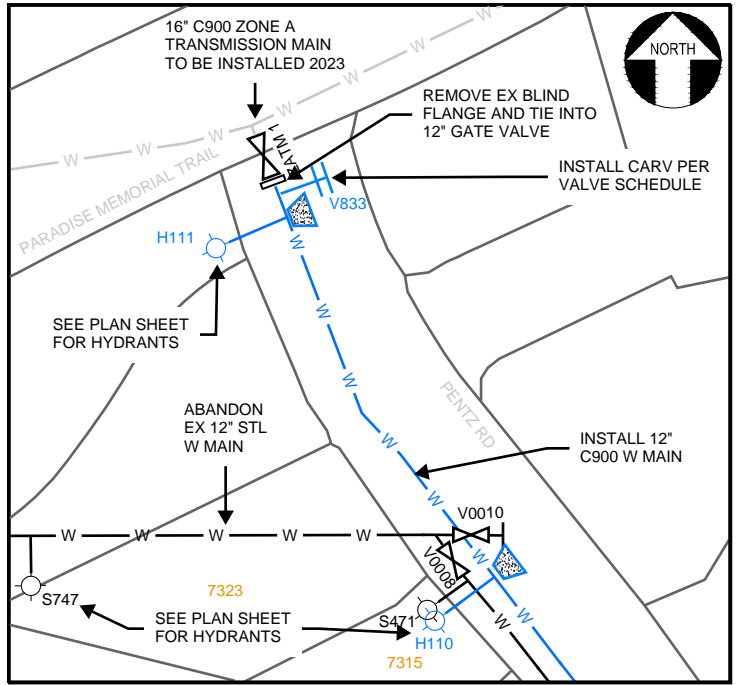 16" C900 ZONE A
TRANSMISSION MAIN
TO BE INSTALLED 2023
NORTH
REMOVE EX BLIND
FLANGE AND TIE INTO
12" GATE VALVE
W
W
W
W
W
INSTALL CARV PER
VALVE SCHEDULE
PARADISE MEMORIAL TRAIL
V833
H111
W
SEE PLAN SHEET
FOR HYDRANTS
W
W
PENTZ RD
ABANDON
EX 12" STL
W MAIN
W
INSTALL 12"
C900 W MAIN
V0010
W
W
W
W
W
W
V0008
W
S747
7323
SEE PLAN SHEET
FOR HYDRANTS
S471
W
W
H110
7315